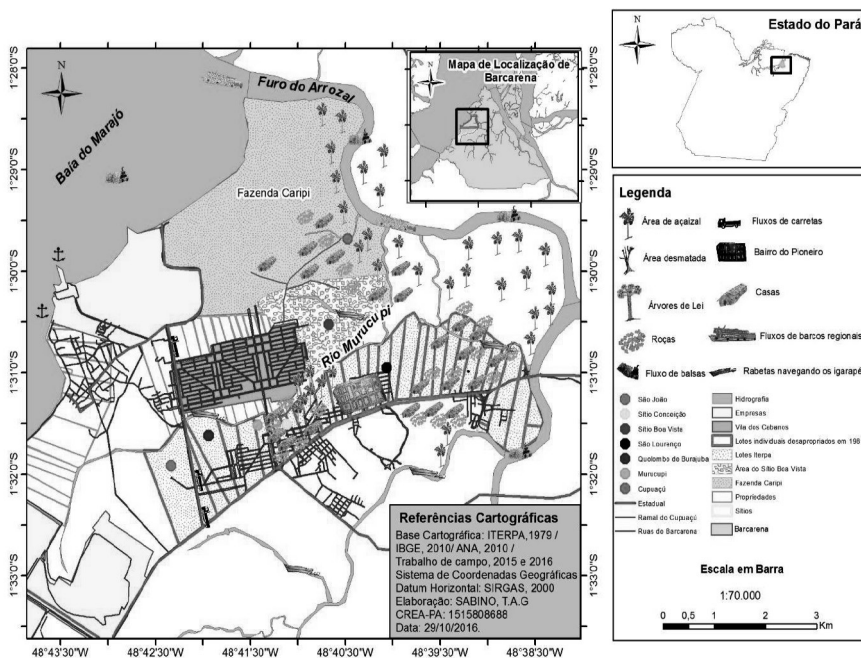 Estado do Pará
N
N
Mapa de Localização de
Barcarena
N
1°28'0"S
1°29'0"S
1°30'0"S
1°31'0"S
1°32'0"S
1°33'0"S
Furo do Arrozal
Baía do Marajó
Fazenda Caripi
Rio Murucupi
Referências Cartográficas
Base Cartográfica: ITERPA,1979 /
IBGE, 2010/ ANA, 2010 /
Trabalho de campo, 2015 e 2016
Sistema de Coordenadas Geográficas
Datum Horizontal: SIRGAS, 2000
Elaboração: SABINO, T.A.G
CREA-PA: 1515808688
Data: 29/10/2016.
48°43'30"W 48°42'30"W 48°41'30"W 48°40'30"W 48°39'30"W 48°38'30"W
Legenda
Área de açaizal
Fluxos de carretas
Área desmatada
Bairro do Pioneiro
Árvores de Lei
Casas
Roças
Fluxos de barcos regionais
Fluxo de balsas
Rabetas navegando os igarapé
São João
Sítio Conceição
Sítio Boa Vista
São Lourenço
Quolombo de Burajuba
Murucupi
Cupuaçú
Estadual
Ramal do Cupuaçú
Ruas de Barcarena
Hidrografia
Empresas
Vila dos Cabanos
Lotes individuais desapropriados em 198
Lotes Iterpa
Área do Sítio Boa Vista
Fazenda Caripi
Propriedades
Sítios
Barcarena
Escala em Barra
1:70.000
0 0,5 1 2 3
Km